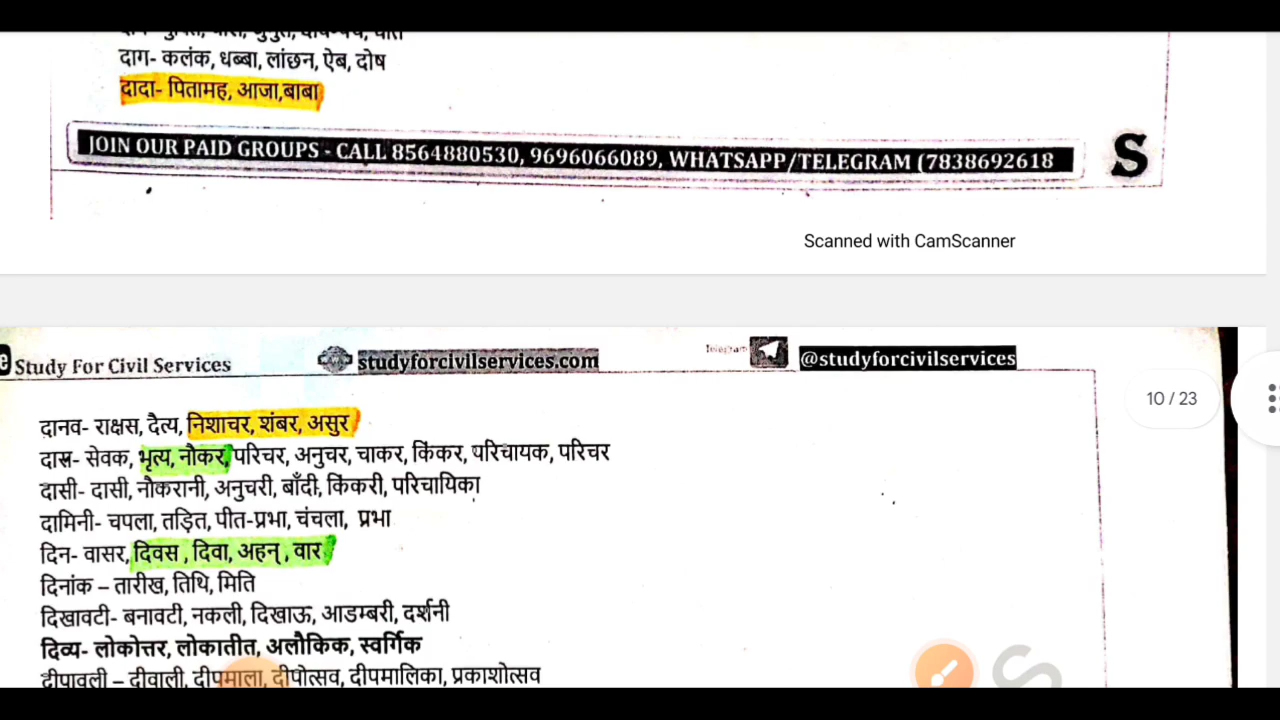 दाग- कलंक, धब्बा, लांछन, ऐब, दोष
दादा- पितामह, आजा,बाबा
JOIN OUR PAID GROUPS - CALL 8564880530, 9696066089, WHATSAPP/TELEGRAM (7838692618
S
Scanned with CamScanner
e Study For Civil Services studyforcivilservices.com Telegram @studyforcivilservices
10 / 23
दानव- राक्षस, दैत्य, निशाचर, शंबर, असुर
दास- सेवक, भृत्य, नौकर, परिचर, अनुचर, चाकर, किंकर, परिचायक, परिचर
दासी- दासी, नौकरानी, अनुचरी, बाँदी, किंकरी, परिचायिका
दामिनी- चपला, तड़ित, पीत-प्रभा, चंचला, प्रभा
दिन- वासर, दिवस , दिवा, अहन् , वार
दिनांक – तारीख, तिथि, मिति
दिखावटी- बनावटी, नकली, दिखाऊ, आडम्बरी, दर्शनी
दिव्य- लोकोत्तर, लोकातीत, अलौकिक, स्वर्गिक
दीपावली – दीवाली, दीपमाला, दीपोत्सव, दीपमालिका, प्रकाशोत्सव
S